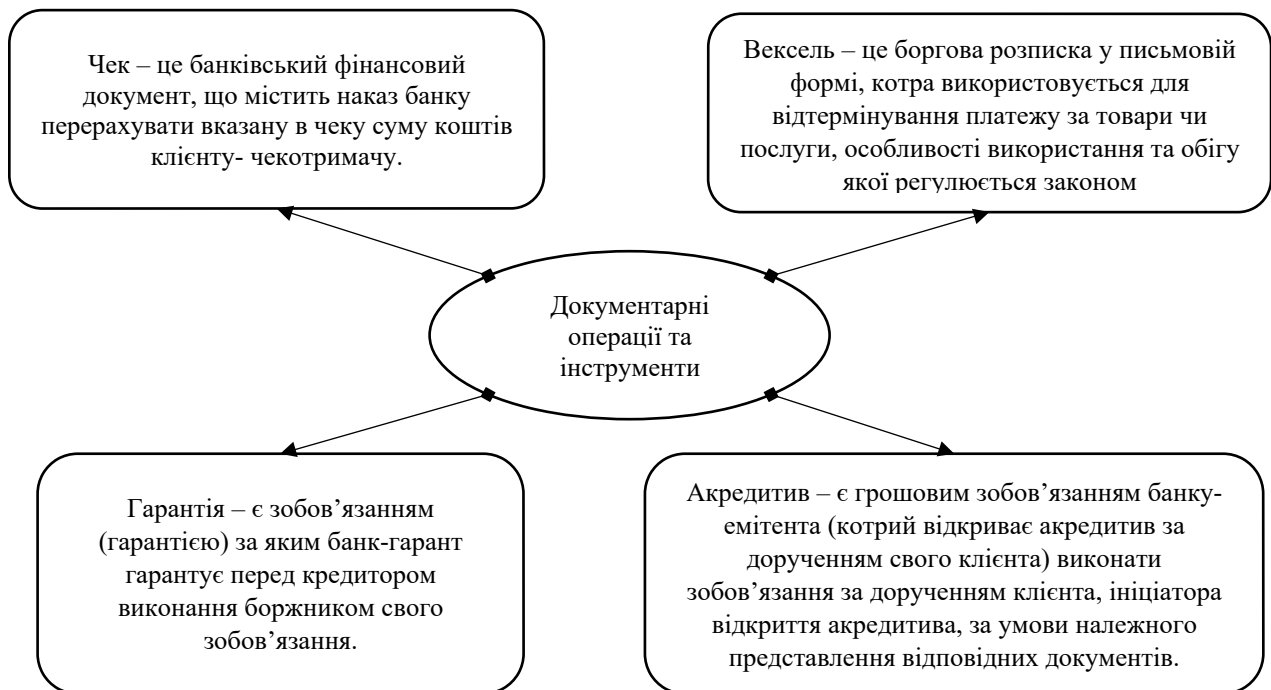 Чек – це банківський фінансовий
документ, що містить наказ банку
перерахувати вказану в чеку суму коштів
клієнту- чекотримачу.
Вексель – це боргова розписка у письмовій
формі, котра використовується для
відтермінування платежу за товари чи
послуги, особливості використання та обігу
якої регулюється законом
Документарні
операції та
інструменти
Гарантія – є зобов’язанням
(гарантією) за яким банк-гарант
гарантує перед кредитором
виконання боржником свого
зобов’язання.
Акредитив – є грошовим зобов’язанням банку-
емітента (котрий відкриває акредитив за
дорученням свого клієнта) виконати
зобов’язання за дорученням клієнта, ініціатора
відкриття акредитива, за умови належного
представлення відповідних документів.